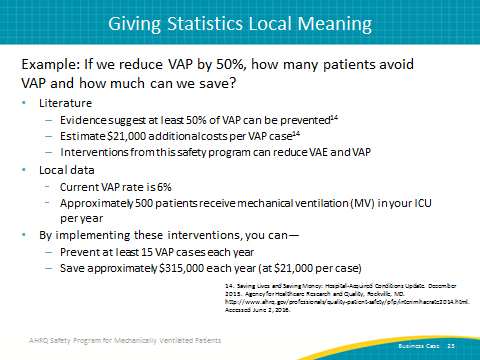 Giving Statistics Local Meaning
Example: If we reduce VAP by 50%, how many patients avoid
VAP and how much can we save?
• Literature
– Evidence suggest at least 50% of VAP can be prevented14
– Estimate $21,000 additional costs per VAP case14
– Interventions from this safety program can reduce VAE and VAP
• Local data
- Current VAP rate is 6%
- Approximately 500 patients receive mechanical ventilation (MV) in your ICU
per year
• By implementing these interventions, you can—
– Prevent at least 15 VAP cases each year
– Save approximately $315,000 each year (at $21,000 per case)
14. Saving Lives and Saving Money: Hospital-Acquired Conditions Update. December
2015. Agency for Healthcare Research and Quality, Rockville, MD.
http://www.ahrq.gov/professionals/quality-patient-safety/pfp/interimhacrate2014.html.
Accessed June 2, 2016.
AHRQ Safety Program for Mechanically Ventilated Patients
Business Case 23